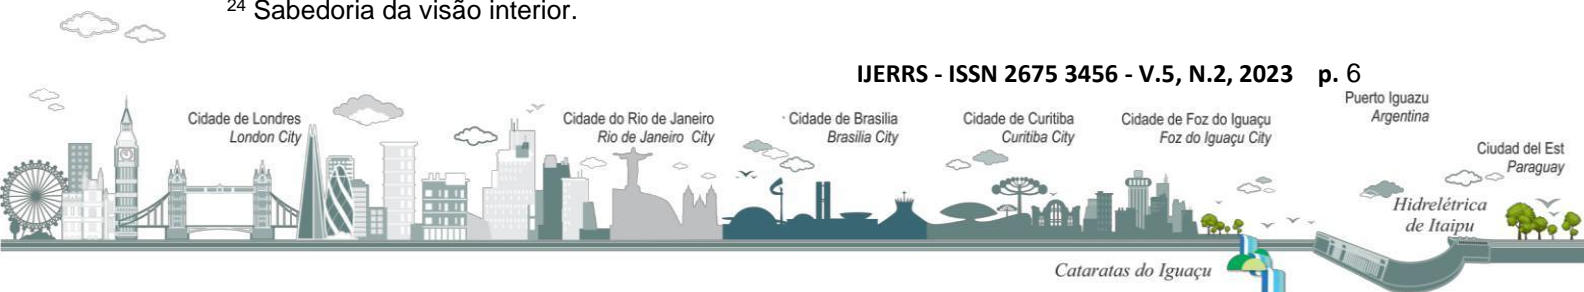 24 Sabedoria da visão interior.
IJERRS - ISSN 2675 3456 - V.5, N.2, 2023 p. 6
Cidade de Londres
London City
Cidade do Rio de Janeiro
Rio de Janeiro City
Cidade de Brasilia
Brasilia City
Cidade de Curitiba
Curitiba City
Cidade de Foz do Iguaçu
Foz do Iguaçu City
Puerto Iguazu
Argentina
Ciudad del Est
Paraguay
Hidrelétrica
de Itaipu
Cataratas do Iguaçu